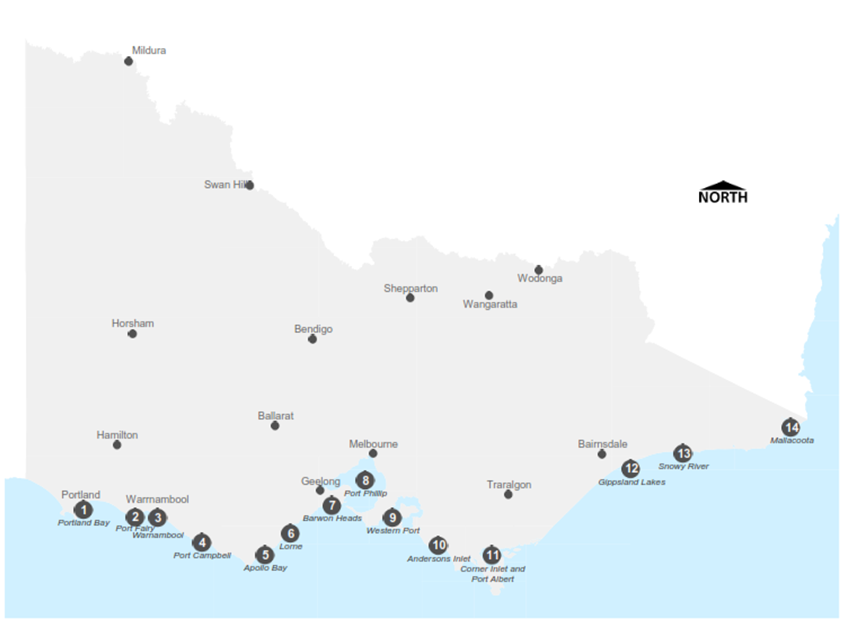 Mildura
Swan Hill
NORTH
Wodonga
Shepparton
Wangaratta
Horsham
Bendigo
Ballarat
Hamilton
Melbourne
Bairnsdale
14
Mallacoota
13
Snowy River
12
Gippsland Lakes
Geelong
8
Port Phillip
Traralgon
Portland
1
Portland Bay
Warrnambool
2
Port Fairy
3
Warnambool
7
Barwon Heads
9
Western Port
6
Lorne
4
Port Campbell
5
Apollo Bay
10
Andersons Inlet
11
Corner Inlet and
Port Albert